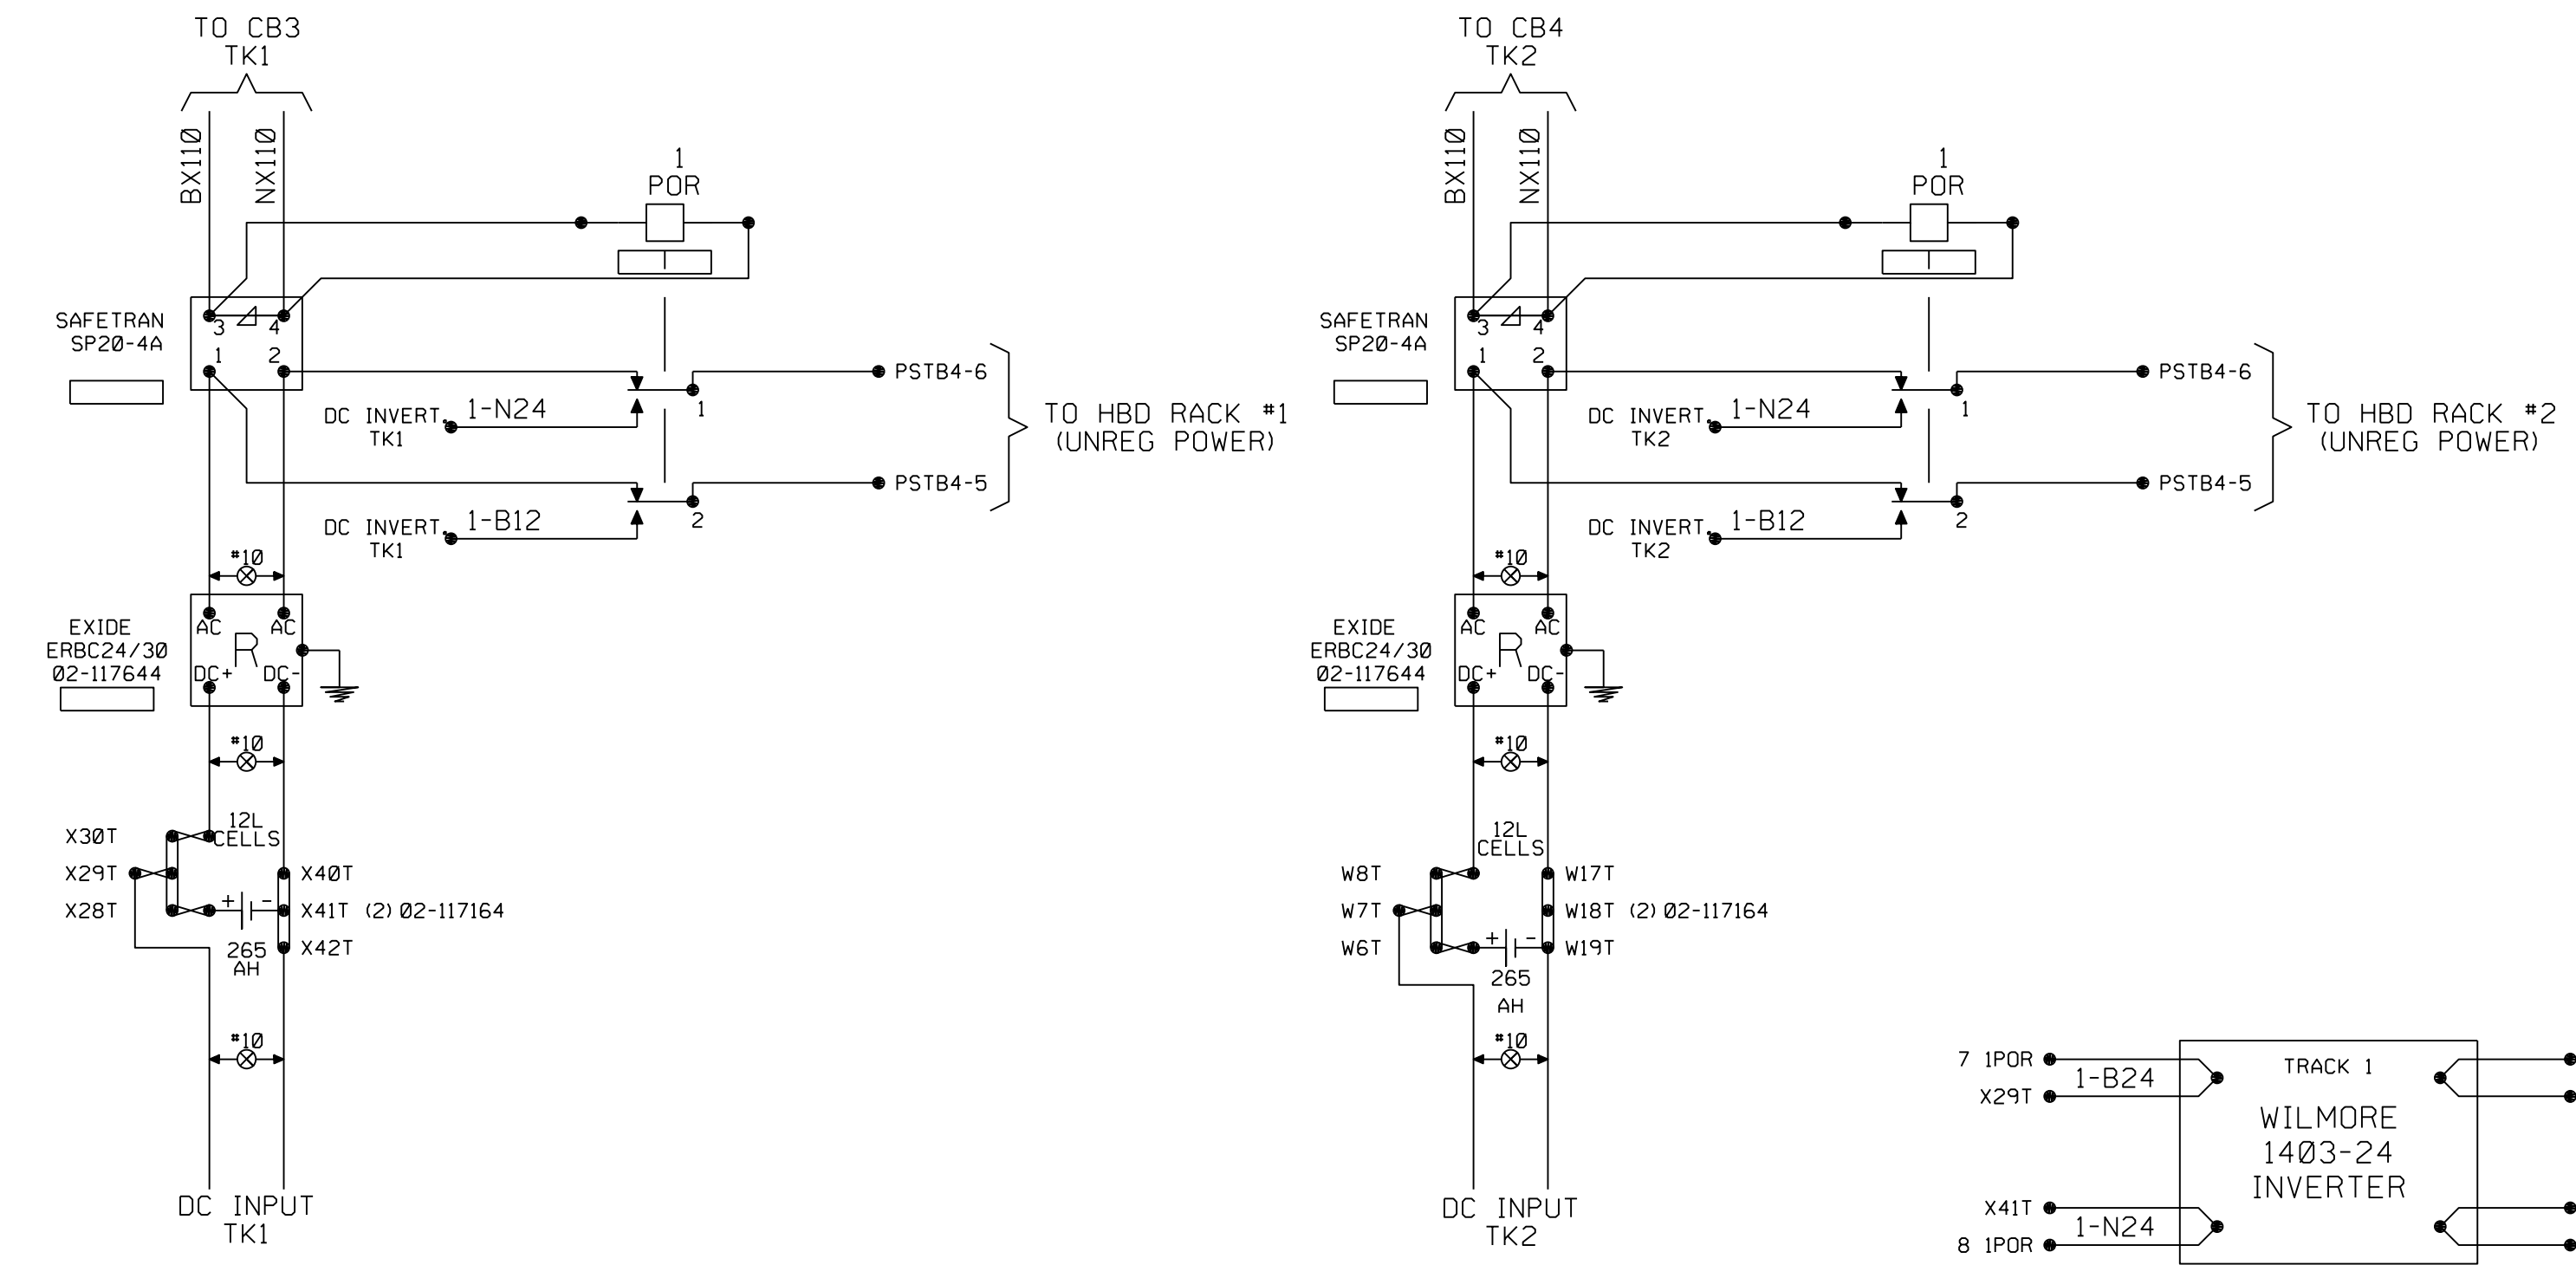 TO CB3
TK1
BX110
NX110
1
POR
SAFETRAN
SP20-4A
3
4
1
2
PSTB4-6
1
DC INVERT.
TK1
1-N24
TO HBD RACK #1
(UNREG POWER)
PSTB4-5
2
DC INVERT.
TK1
1-B12
#10
EXIDE
ERBC24/30
02-117644
AC
AC
R
DC+
DC-
#10
12L
CELLS
X30T
X29T
X28T
+
-
X40T
X41T (2) 02-117164
X42T
265
AH
#10
DC INPUT
TK1
TO CB4
TK2
BX110
NX110
1
POR
SAFETRAN
SP20-4A
3
4
1
2
PSTB4-6
1
DC INVERT.
TK2
1-N24
TO HBD RACK #2
(UNREG POWER)
PSTB4-5
2
DC INVERT.
TK2
1-B12
#10
EXIDE
ERBC24/30
02-117644
AC
AC
R
DC+
DC-
#10
12L
CELLS
W8T
W7T
W6T
+
-
W17T
W18T (2) 02-117164
W19T
265
AH
#10
DC INPUT
TK2
7 1POR
1-B24
X29T
X41T
1-N24
8 1POR
TRACK 1
WILMORE
1403-24
INVERTER